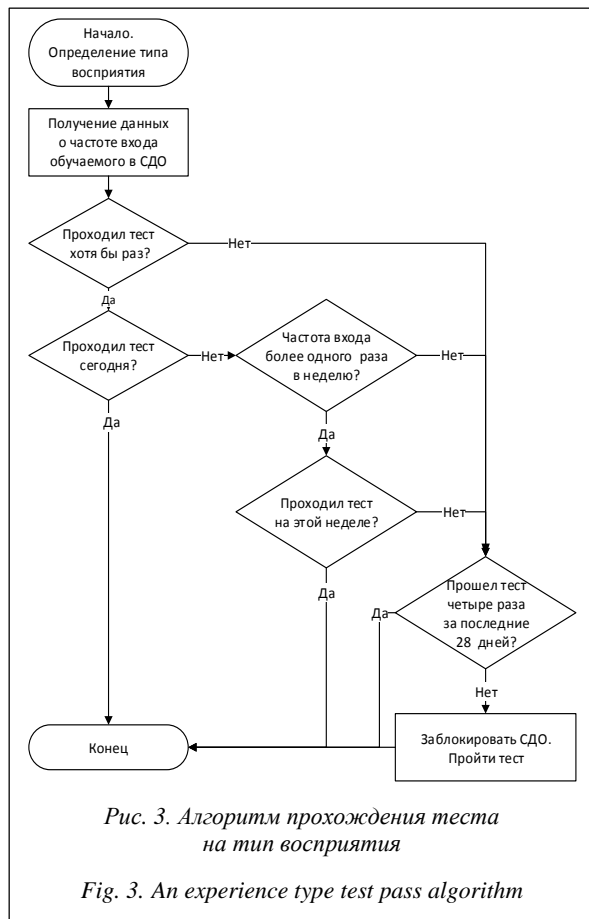 Начало.
Определение типа
восприятия
Получение данных
о частоте входа
обучаемого в СДО
Проходил тест
хотя бы раз?
Нет
Да
Проходил тест
сегодня?
Нет
Частота входа
более одного раза
в неделю?
Нет
Да
Да
Проходил тест
на этой неделе?
Нет
Да
Прошел тест
четыре раза
за последние
28 дней?
Да
Нет
Заблокировать СДО.
Пройти тест
Конец
Рис. 3. Алгоритм прохождения теста
на тип восприятия
Fig. 3. An experience type test pass algorithm